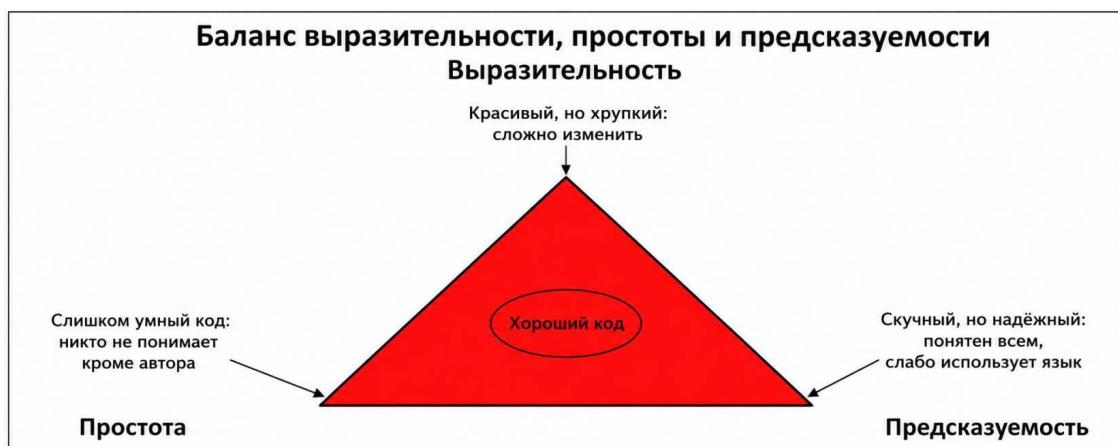 Баланс выразительности, простоты и предсказуемости
Выразительность
Красивый, но хрупкий:
сложно изменить
Слишком умный код:
никто не понимает
кроме автора
Хороший код
Скучный, но надёжный:
понятен всем,
слабо использует язык
Простота
Предсказуемость